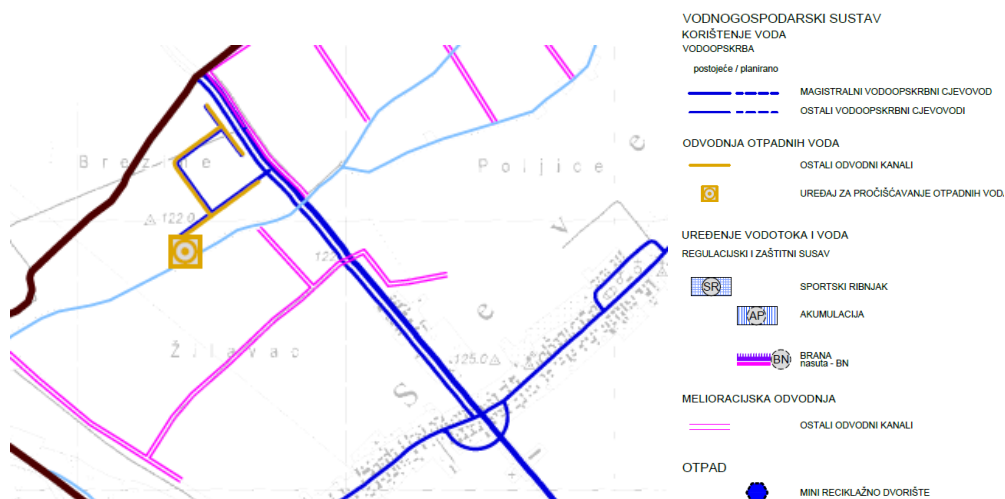 VODNOGOSPODARSKI SUSTAV
KORIŠTENJE VODA
VODOOPSKRBA
postojeće / planirano
MAGISTRALNI VODOOPSKRBNI CJEVOVOD
OSTALI VODOOPSKRBNI CJEVOVODI
ODVODNJA OTPADNIH VODA
OSTALI ODVODNI KANALI
UREĐAJ ZA PROČIŠĆAVANJE OTPADNIH VODA
UREĐENJE VODOTOKA I VODA
REGULACIJSKI I ZAŠTITNI SUSAV
SR SPORTSKI RIBNJAK
AP AKUMULACIJA
BN BRANA
nasuta - BN
MELIORACIJSKA ODVODNJA
OSTALI ODVODNI KANALI
OTPAD
MINI RECIKLAŽNO DVORIŠTE
Brezine
Poljice
122.0
122
Žilavac
125.0
S e v e